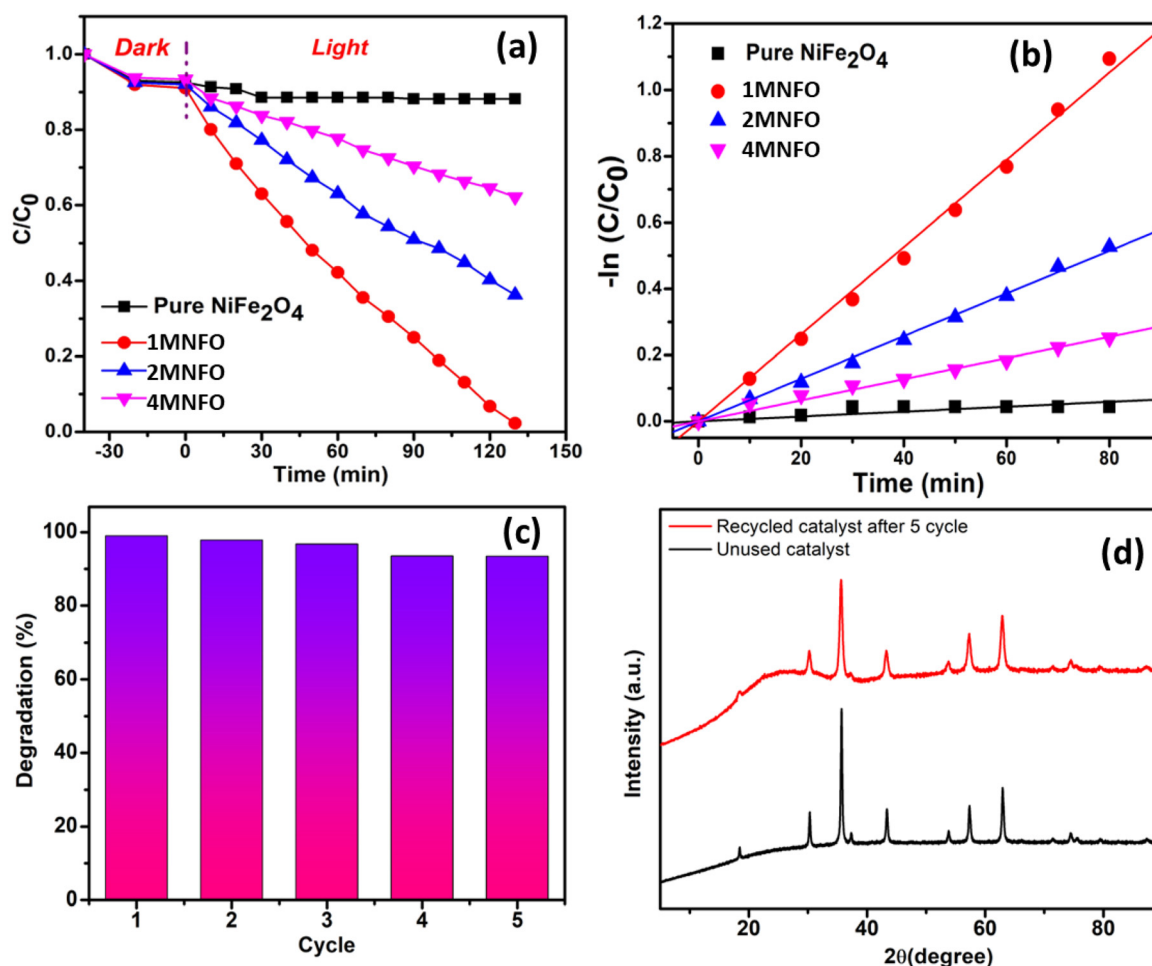 (a)
Dark
Light
C/C0
1.0
0.8
0.6
0.4
0.2
0.0
Pure NiFe2O4
1MNFO
2MNFO
4MNFO
-30
0
30
60
90
120
150
Time (min)
(b)
-ln (C/C0)
-1.2
-1.0
0.8
0.6
0.4
0.2
0.0
Pure NiFe2O4
1MNFO
2MNFO
4MNFO
0
20
40
60
80
Time (min)
(c)
Degradation (%)
100
80
60
40
20
0
1
2
3
4
5
Cycle
(d)
Recycled catalyst after 5 cycle
Unused catalyst
Intensity (a.u.)
20
40
60
80
2θ(degree)